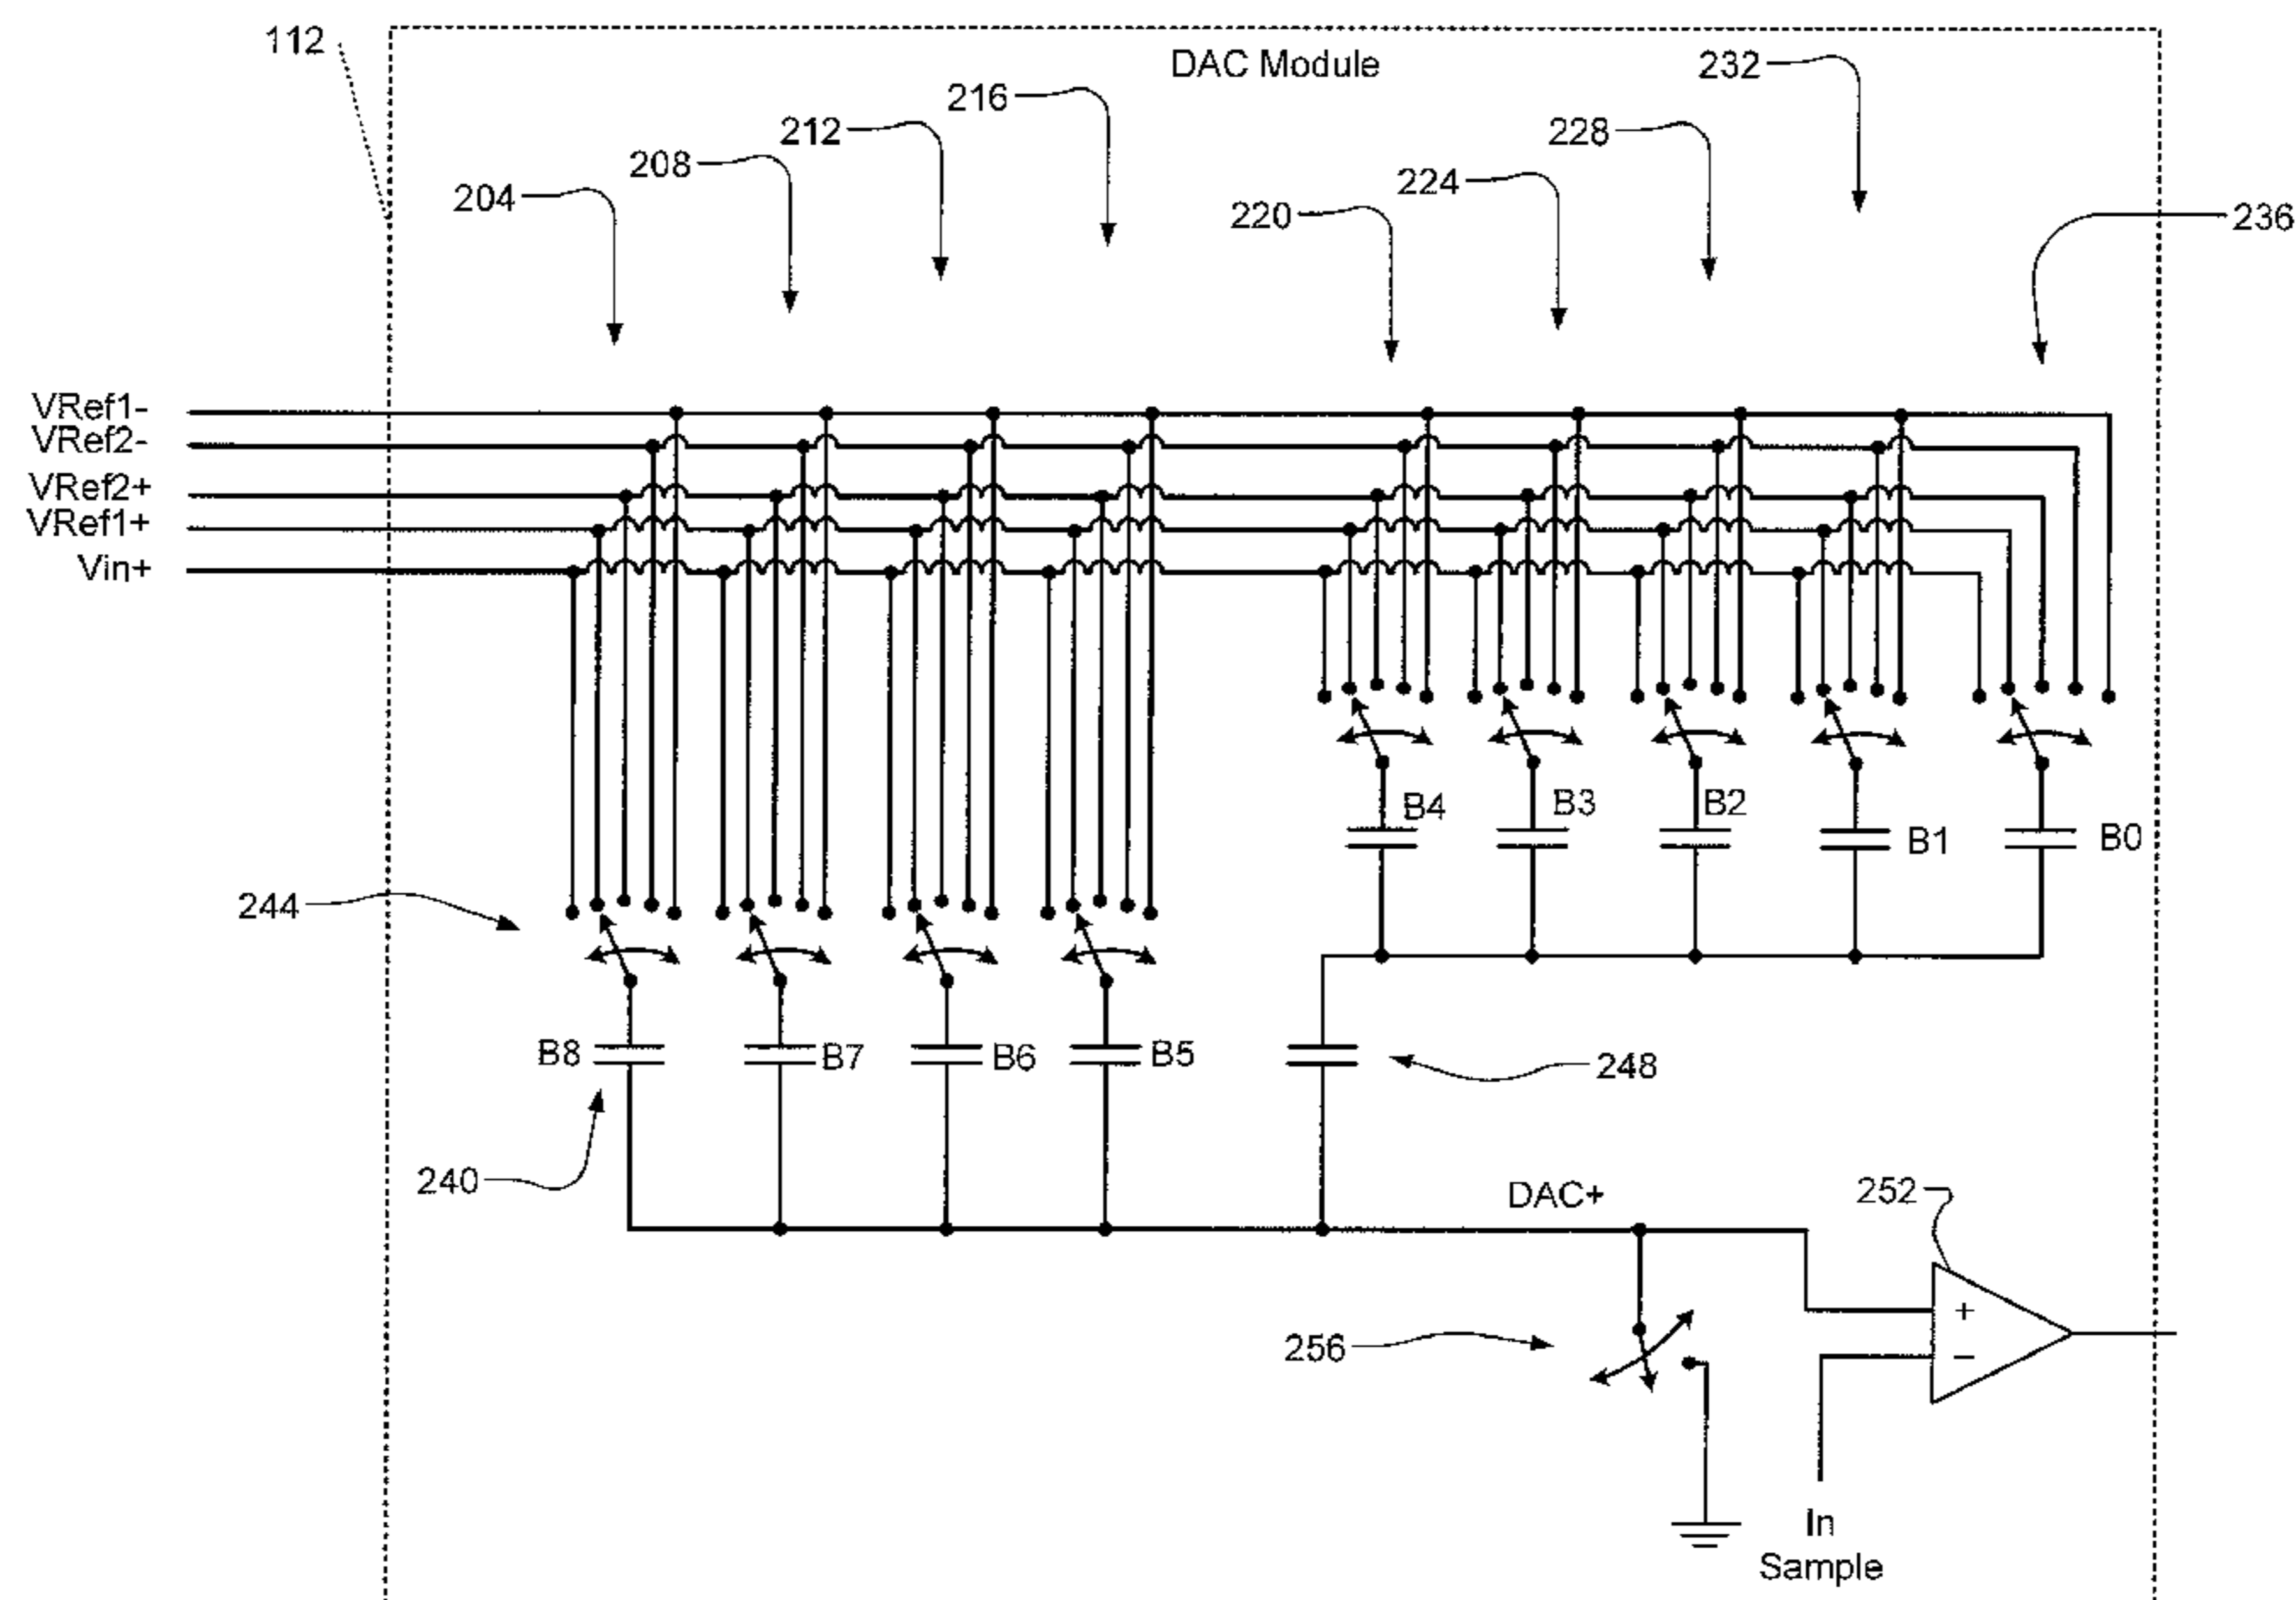 112
DAC Module
232
216
212
228
208
224
204
220
236
VRef1-
VRef2-
VRef2+
VRef1+
Vin+
B4
B3
B2
B1
B0
244
B8
B7
B6
B5
248
240
DAC+
252
+
256
−
In
Sample